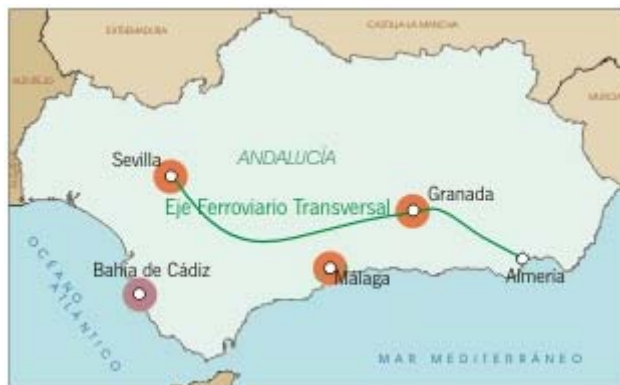 EXTREMADURA
CASTILLA-LA MANCHA
MURCIA
Sevilla
ANDALUCÍA
Eje Ferroviario Transversal
Granada
Bahía de Cádiz
Málaga
Almería
OCÉANO
ATLÁNTICO
MAR MEDITERRÁNEO